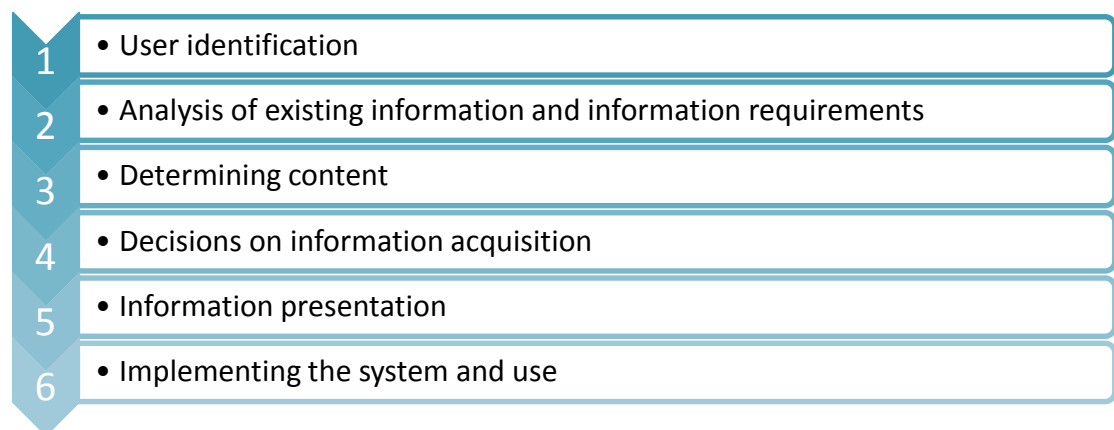 1 • User identification
2 • Analysis of existing information and information requirements
3 • Determining content
4 • Decisions on information acquisition
5 • Information presentation
6 • Implementing the system and use